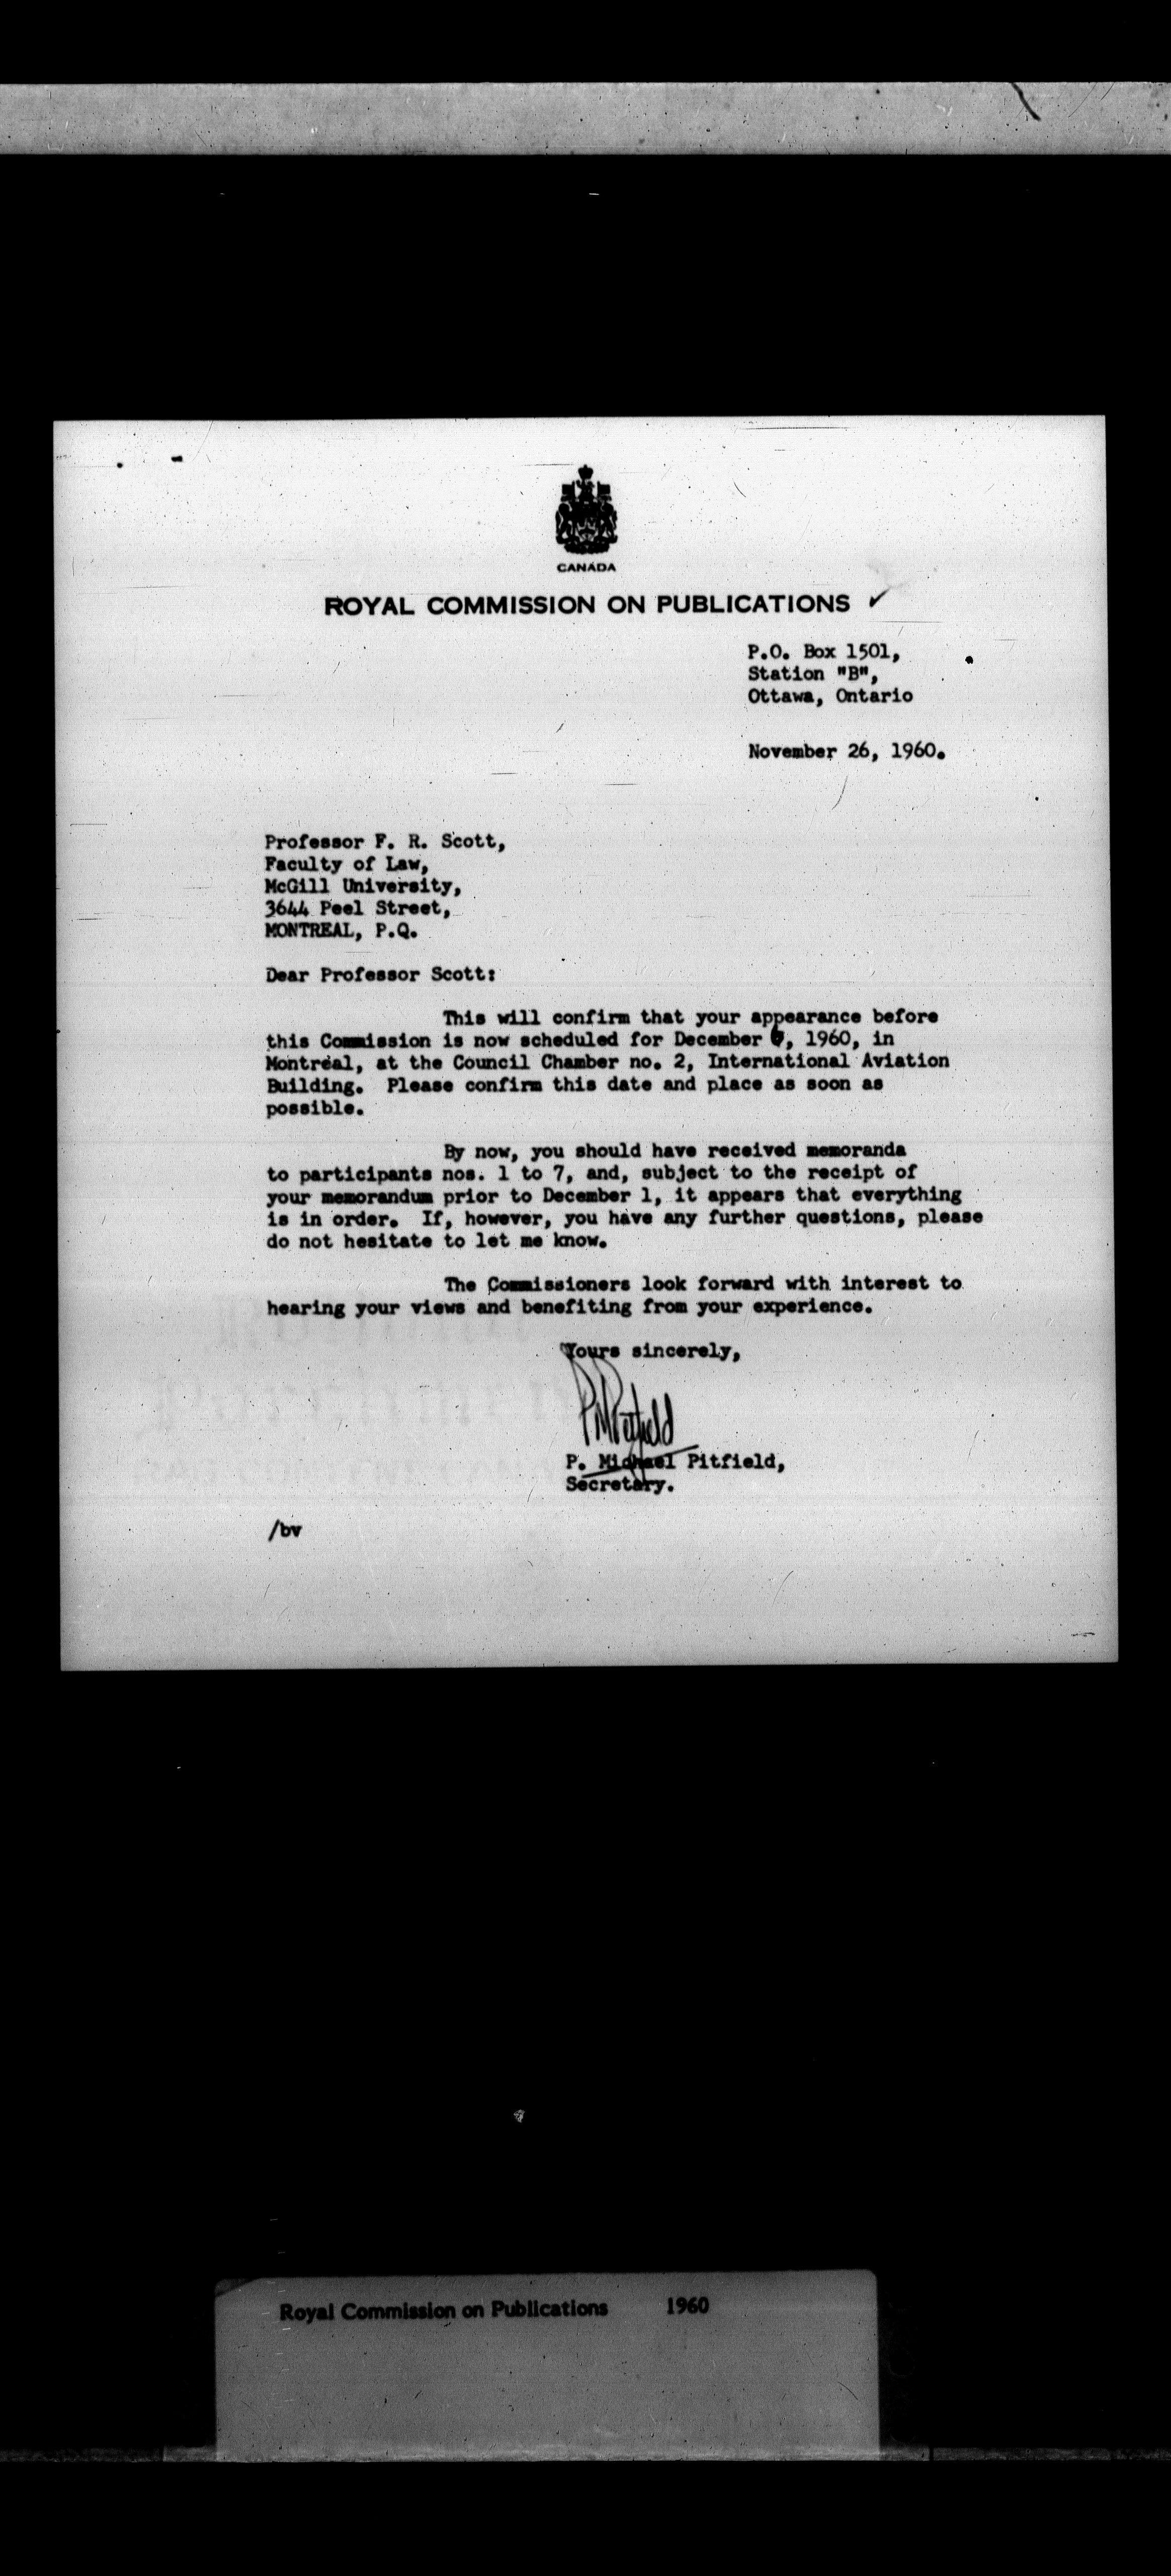 CANADA
ROYAL COMMISSION ON PUBLICATIONS ✓
P.O. Box 1501,
Station "B",
Ottawa, Ontario
November 26, 1960.
Professor F. R. Scott,
Faculty of Law,
McGill University,
3644 Peel Street,
MONTREAL, P.Q.
Dear Professor Scott:
This will confirm that your appearance before
this Commission is now scheduled for December , 1960, in
Montreal, at the Council Chamber no. 2, International Aviation
Building. Please confirm this date and place as soon as
possible.
By now, you should have received memoranda
to participants nos. 1 to 7, and, subject to the receipt of
your memorandum prior to December 1, it appears that everything
is in order. If, however, you have any further questions, please
do not hesitate to let me know.
The Commissioners look forward with interest to
hearing your views and benefiting from your experience.
Yours sincerely,
PMPitfield
P. Michael Pitfield,
Secretary.
/bv
Royal Commission on Publications 1960